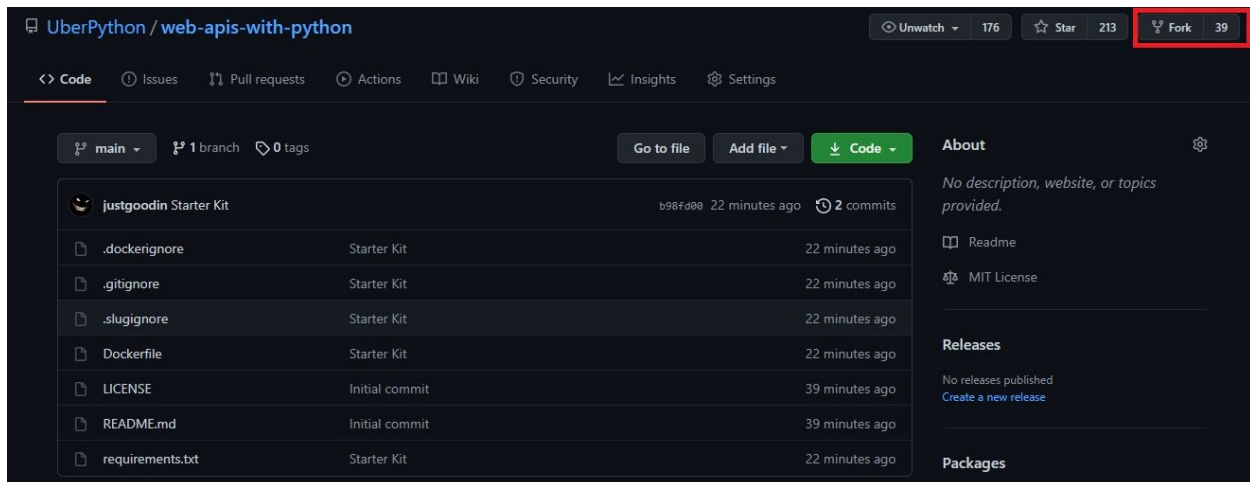 UberPython / web-apis-with-python
Unwatch 176 Star 213 Fork 39
Code Issues Pull requests Actions Wiki Security Insights Settings
main 1 branch 0 tags Go to file Add file Code
justgoodin Starter Kit b98fd00 22 minutes ago 2 commits
.dockerignore Starter Kit 22 minutes ago
.gitignore Starter Kit 22 minutes ago
.slugignore Starter Kit 22 minutes ago
Dockerfile Starter Kit 22 minutes ago
LICENSE Initial commit 39 minutes ago
README.md Initial commit 39 minutes ago
requirements.txt Starter Kit 22 minutes ago
About
No description, website, or topics
provided.
Readme
MIT License
Releases
No releases published
Create a new release
Packages